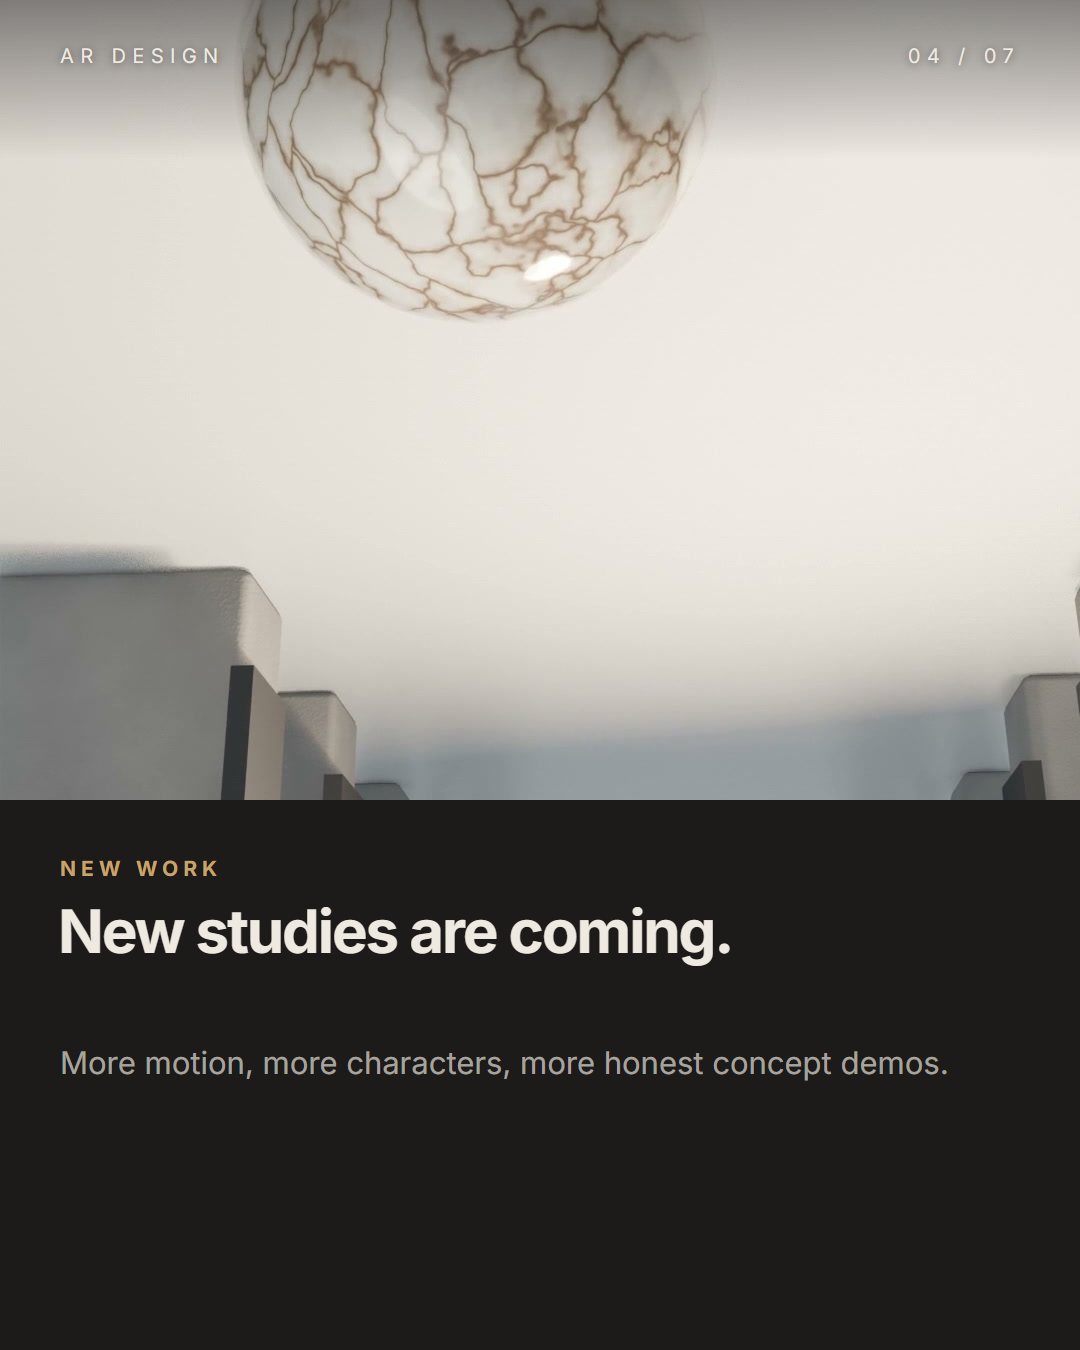 AR DESIGN
04 / 07
NEW WORK
New studies are coming.
More motion, more characters, more honest concept demos.